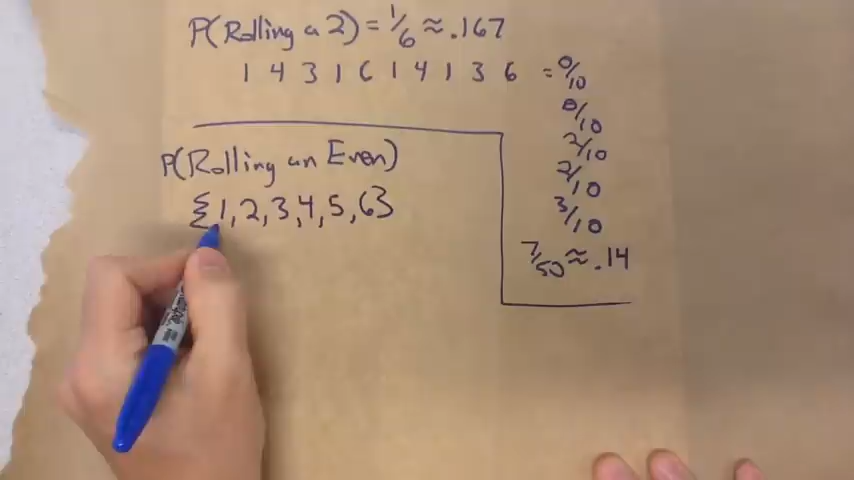 P(Rolling a 2) = 1/6 ≈ .167
1 4 3 1 6 1 4 1 3 6 = 0/10
0/10
2/10
2/10
3/10
7/50 ≈ .14
P(Rolling an Even)
{1, 2, 3, 4, 5, 6}